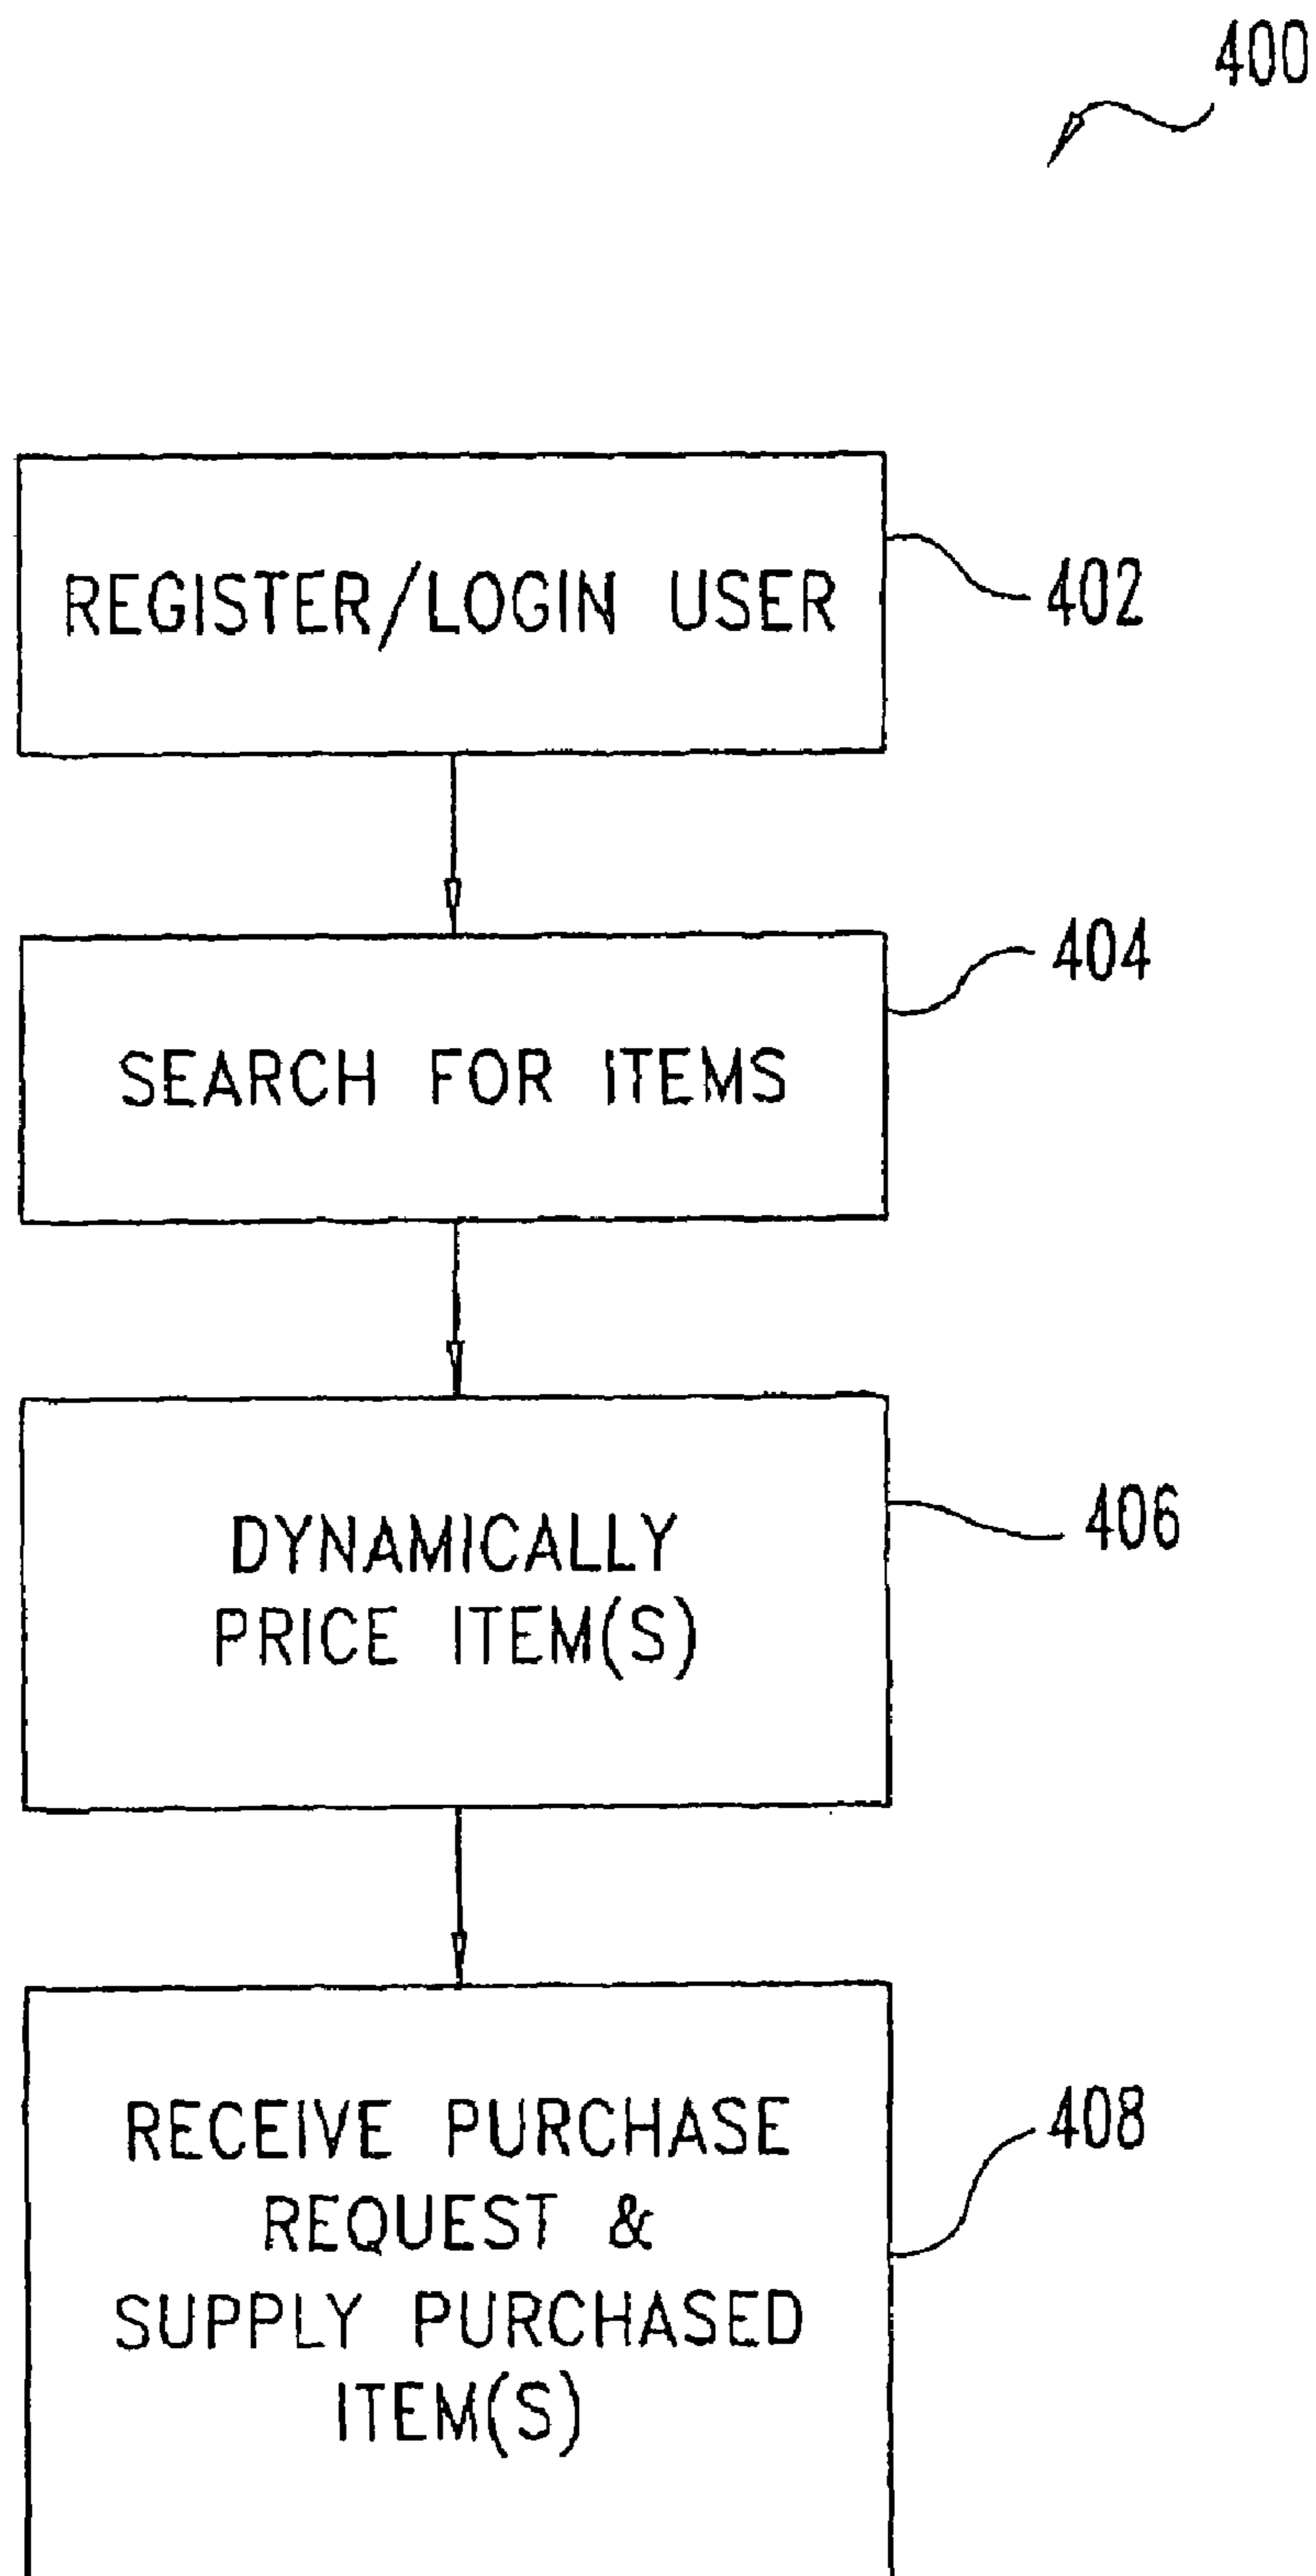 400
REGISTER/LOGIN USER
402
404
SEARCH FOR ITEMS
DYNAMICALLY
PRICE ITEM(S)
406
RECEIVE PURCHASE
REQUEST &
SUPPLY PURCHASED
ITEM(S)
408